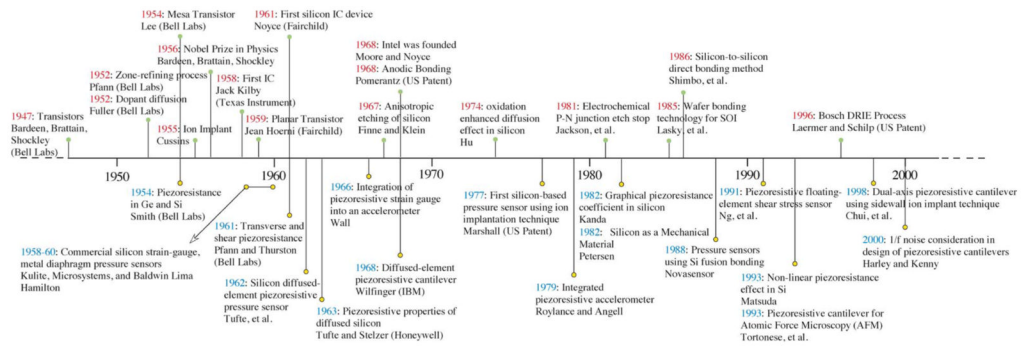 1954: Mesa Transistor
Lee (Bell Labs)
1961: First silicon IC device
Noyce (Fairchild)
1956: Nobel Prize in Physics
Bardeen, Brattain, Shockley
1968: Intel was founded
Moore and Noyce
1968: Anodic Bonding
Pomerantz (US Patent)
1986: Silicon-to-silicon
direct bonding method
Shimbo, et al.
1952: Zone-refining process
Pfann (Bell Labs)
1952: Dopant diffusion
Fuller (Bell Labs)
1958: First IC
Jack Kilby
(Texas Instrument)
1947: Transistors
Bardeen, Brattain,
Shockley
(Bell Labs)
1955: Ion Implant
Cussins
1959: Planar Transistor
Jean Hoerni (Fairchild)
1967: Anisotropic
etching of silicon
Finne and Klein
1974: oxidation
enhanced diffusion
effect in silicon
Hu
1981: Electrochemical
P-N junction etch stop
Jackson, et al.
1985: Wafer bonding
technology for SOI
Lasky, et al.
1996: Bosch DRIE Process
Laermer and Schilp (US Patent)
1950
1960
1970
1980
1990
2000
1954: Piezoresistance
in Ge and Si
Smith (Bell Labs)
1958-60: Commercial silicon strain-gauge,
metal diaphragm pressure sensors
Kulite, Microsystems, and Baldwin Lima
Hamilton
1961: Transverse and
shear piezoresistance
Pfann and Thurston
(Bell Labs)
1962: Silicon diffused-
element piezoresistive
pressure sensor
Tufte, et al.
1963: Piezoresistive properties of
diffused silicon
Tufte and Stelzer (Honeywell)
1966: Integration of
piezoresistive strain gauge
into an accelerometer
Wall
1968: Diffused-element
piezoresistive cantilever
Wilfinger (IBM)
1977: First silicon-based
pressure sensor using ion
implantation technique
Marshall (US Patent)
1979: Integrated
piezoresistive accelerometer
Roylance and Angell
1982: Graphical piezoresistance
coefficient in silicon
Kanda
1982: Silicon as a Mechanical
Material
Petersen
1988: Pressure sensors
using Si fusion bonding
Novasensor
1991: Piezoresistive floating-
element shear stress sensor
Ng, et al.
1993: Non-linear piezoresistance
effect in Si
Matsuda
1993: Piezoresistive cantilever for
Atomic Force Microscopy (AFM)
Tortonese, et al.
1998: Dual-axis piezoresistive cantilever
using sidewall ion implant technique
Chui, et al.
2000: 1/f noise consideration in
design of piezoresistive cantilevers
Harley and Kenny